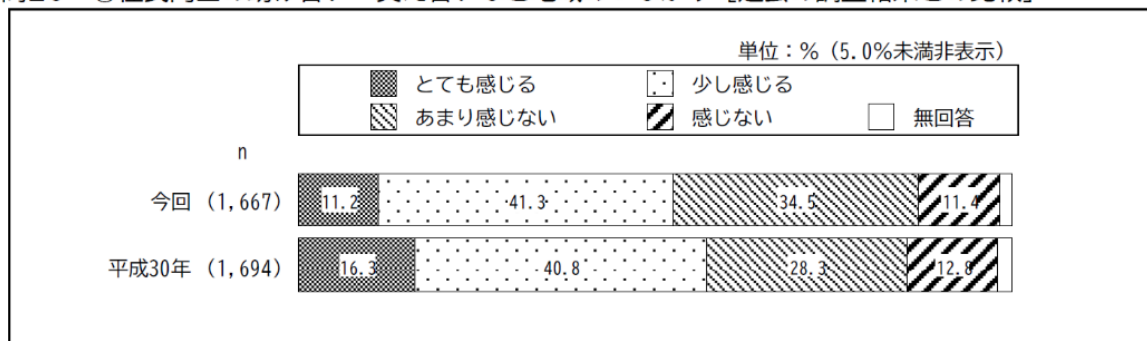 単位:%(5.0%未満非表示)
とても感じる 少し感じる
あまり感じない 感じない 無回答
n
今回 (1,667) 11.2 41.3 34.5 11.4
平成30年 (1,694) 16.3 40.8 28.3 12.8